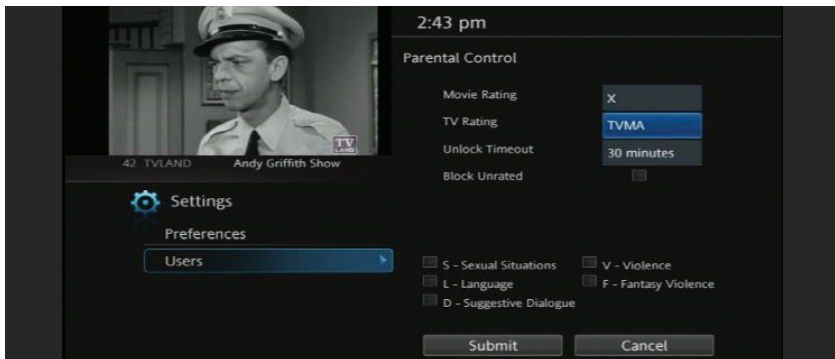 2:43 pm
Parental Control
Movie Rating X
TV Rating TVMA
Unlock Timeout 30 minutes
Block Unrated
TV
LAND
42 TVLAND Andy Griffith Show
Settings
Preferences
Users
S - Sexual Situations V - Violence
L - Language F - Fantasy Violence
D - Suggestive Dialogue
Submit Cancel